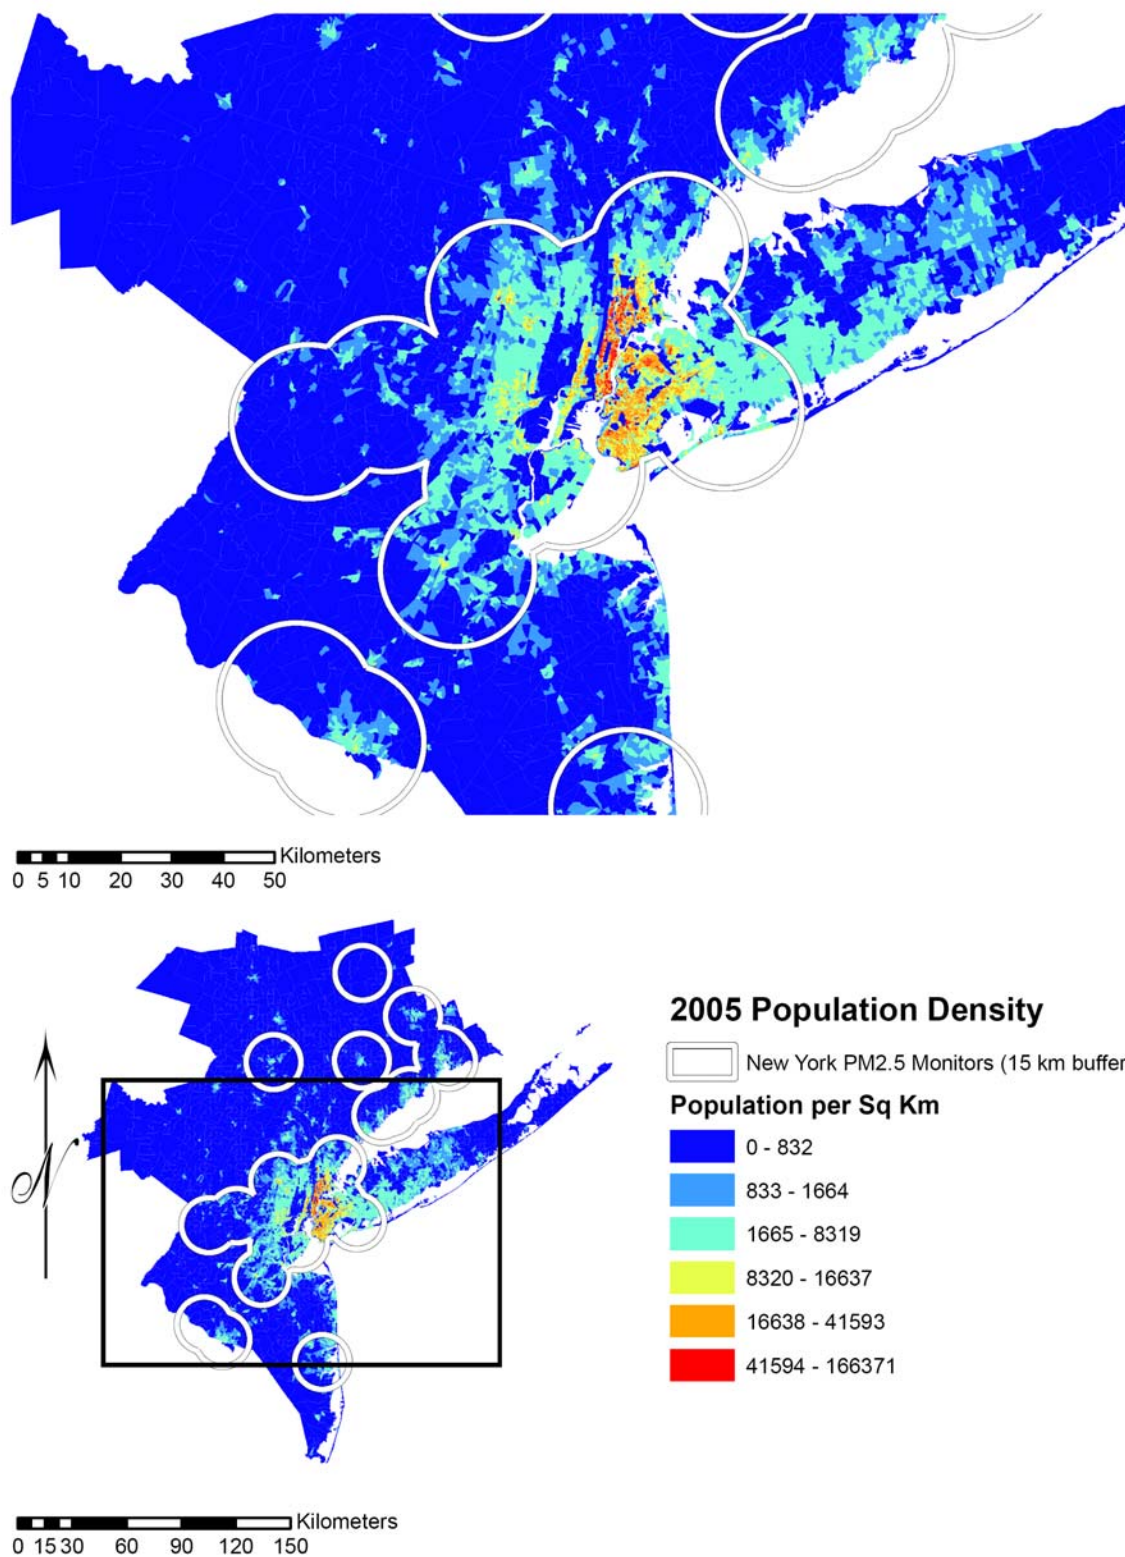 Kilometers
0 5 10 20 30 40 50
2005 Population Density
New York PM2.5 Monitors (15 km buffer
Population per Sq Km
0 - 832
833 - 1664
1665 - 8319
8320 - 16637
16638 - 41593
41594 - 166371
N
Kilometers
0 15 30 60 90 120 150